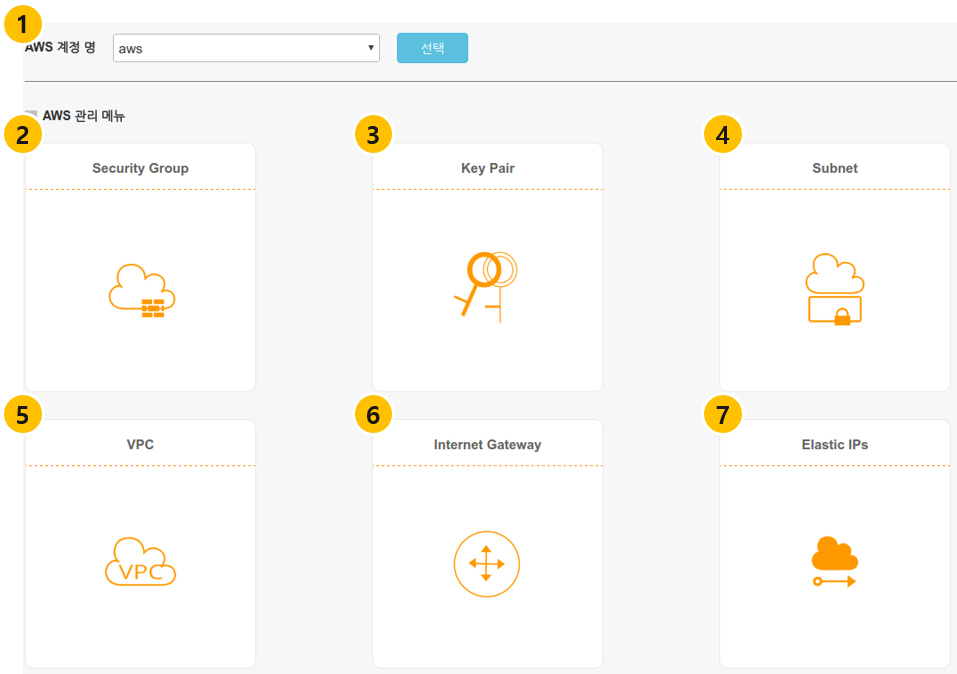 1
AWS 계정 명 aws 선택
AWS 관리 메뉴
2 3 4
Security Group Key Pair Subnet
5 6 7
VPC Internet Gateway Elastic IPs
VPC